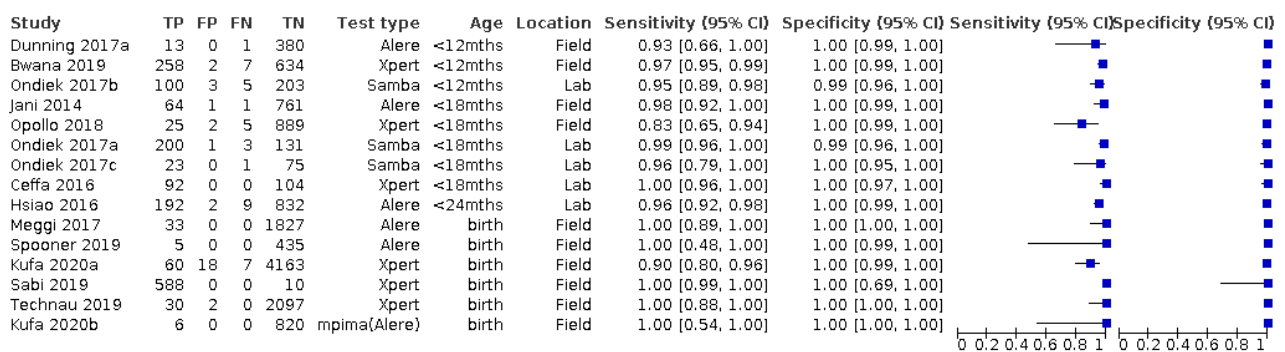 Study TP FP FN TN Test type Age Location Sensitivity (95% CI) Specificity (95% CI) Sensitivity (95% CI) Specificity (95% CI)
Dunning 2017a 13 0 1 380 Alere <12mths Field 0.93 [0.66, 1.00] 1.00 [0.99, 1.00]
Bwana 2019 258 2 7 634 Xpert <12mths Field 0.97 [0.95, 0.99] 1.00 [0.99, 1.00]
Ondiek 2017b 100 3 5 203 Samba <12mths Lab 0.95 [0.89, 0.98] 0.99 [0.96, 1.00]
Jani 2014 64 1 1 761 Alere <18mths Field 0.98 [0.92, 1.00] 1.00 [0.99, 1.00]
Opollo 2018 25 2 5 889 Xpert <18mths Field 0.83 [0.65, 0.94] 1.00 [0.99, 1.00]
Ondiek 2017a 200 1 3 131 Samba <18mths Lab 0.99 [0.96, 1.00] 0.99 [0.96, 1.00]
Ondiek 2017c 23 0 1 75 Samba <18mths Lab 0.96 [0.79, 1.00] 1.00 [0.95, 1.00]
Ceffa 2016 92 0 0 104 Xpert <18mths Lab 1.00 [0.96, 1.00] 1.00 [0.97, 1.00]
Hsiao 2016 192 2 9 832 Alere <24mths Lab 0.96 [0.92, 0.98] 1.00 [0.99, 1.00]
Meggi 2017 33 0 0 1827 Alere birth Field 1.00 [0.89, 1.00] 1.00 [1.00, 1.00]
Spooner 2019 5 0 0 435 Alere birth Field 1.00 [0.48, 1.00] 1.00 [0.99, 1.00]
Kufa 2020a 60 18 7 4163 Xpert birth Field 0.90 [0.80, 0.96] 1.00 [0.99, 1.00]
Sabi 2019 588 0 0 10 Xpert birth Field 1.00 [0.99, 1.00] 1.00 [0.69, 1.00]
Technau 2019 30 2 0 2097 Xpert birth Field 1.00 [0.88, 1.00] 1.00 [1.00, 1.00]
Kufa 2020b 6 0 0 820 mpima(Alere) birth Field 1.00 [0.54, 1.00] 1.00 [1.00, 1.00]
0 0.2 0.4 0.6 0.8 1 0 0.2 0.4 0.6 0.8 1